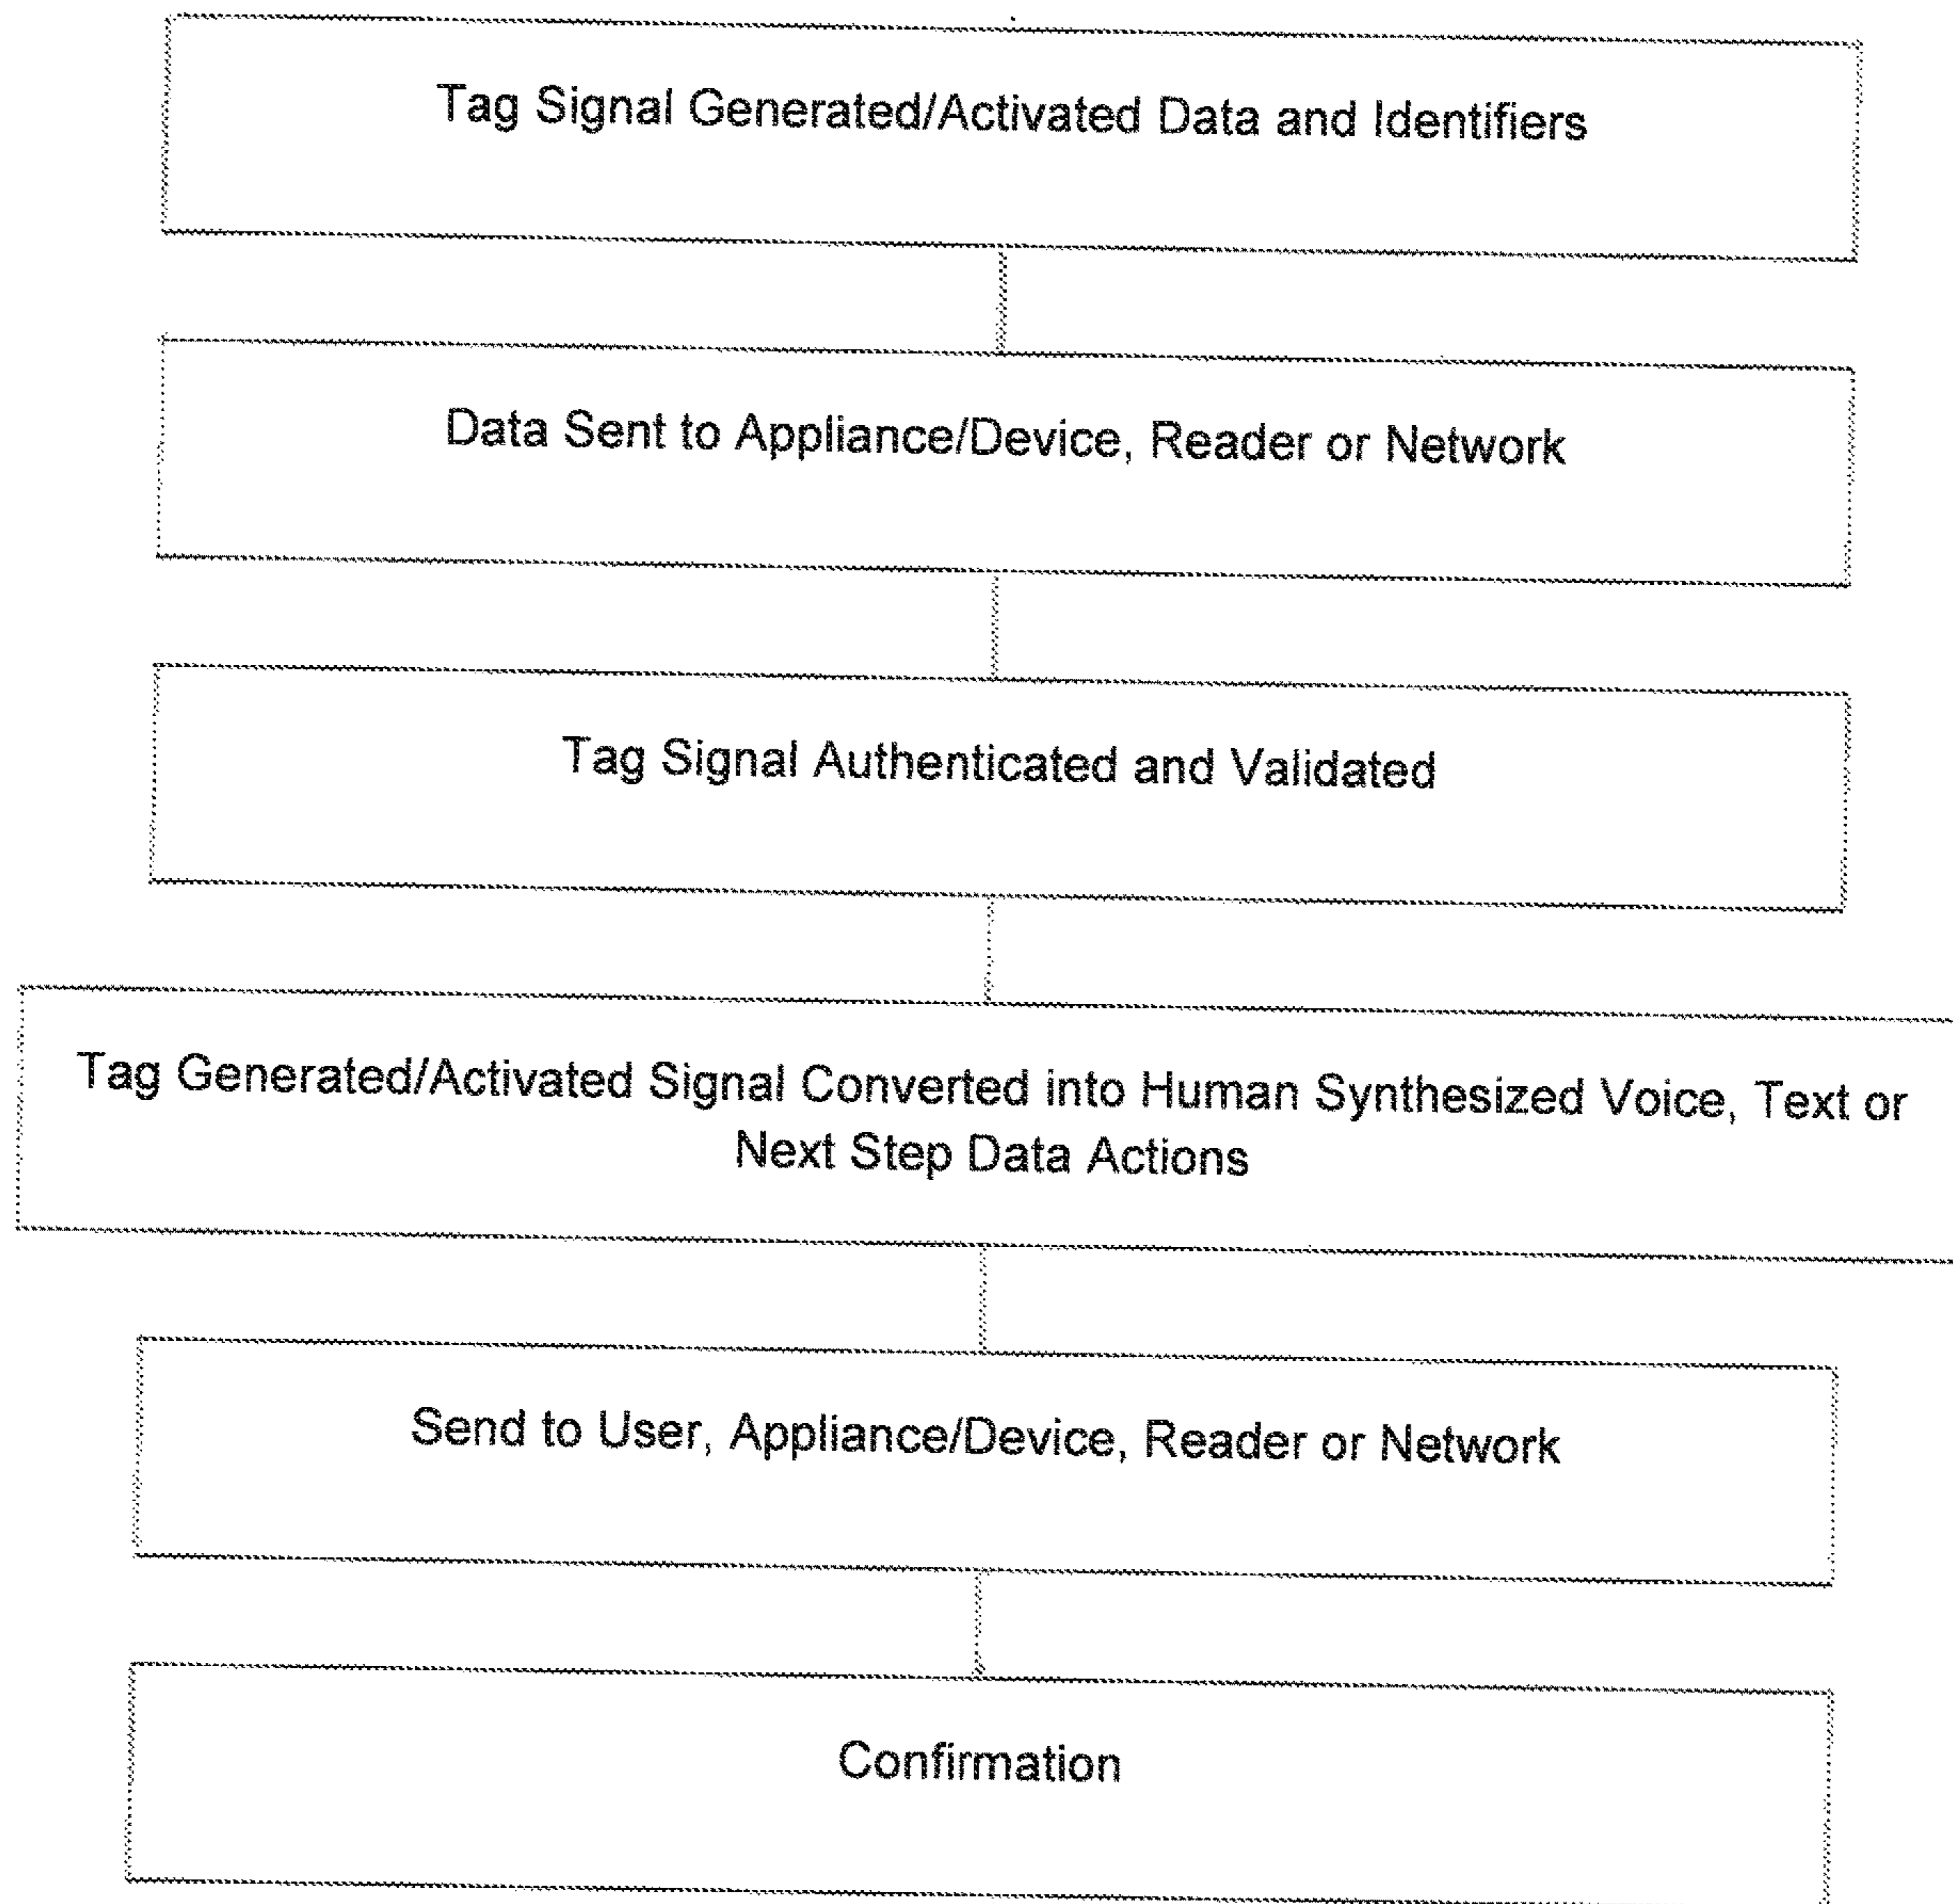 Tag Signal Generated/Activated Data and Identifiers
Data Sent to Appliance/Device, Reader or Network
Tag Signal Authenticated and Validated
Tag Generated/Activated Signal Converted into Human Synthesized Voice, Text or
Next Step Data Actions
Send to User, Appliance/Device, Reader or Network
Confirmation